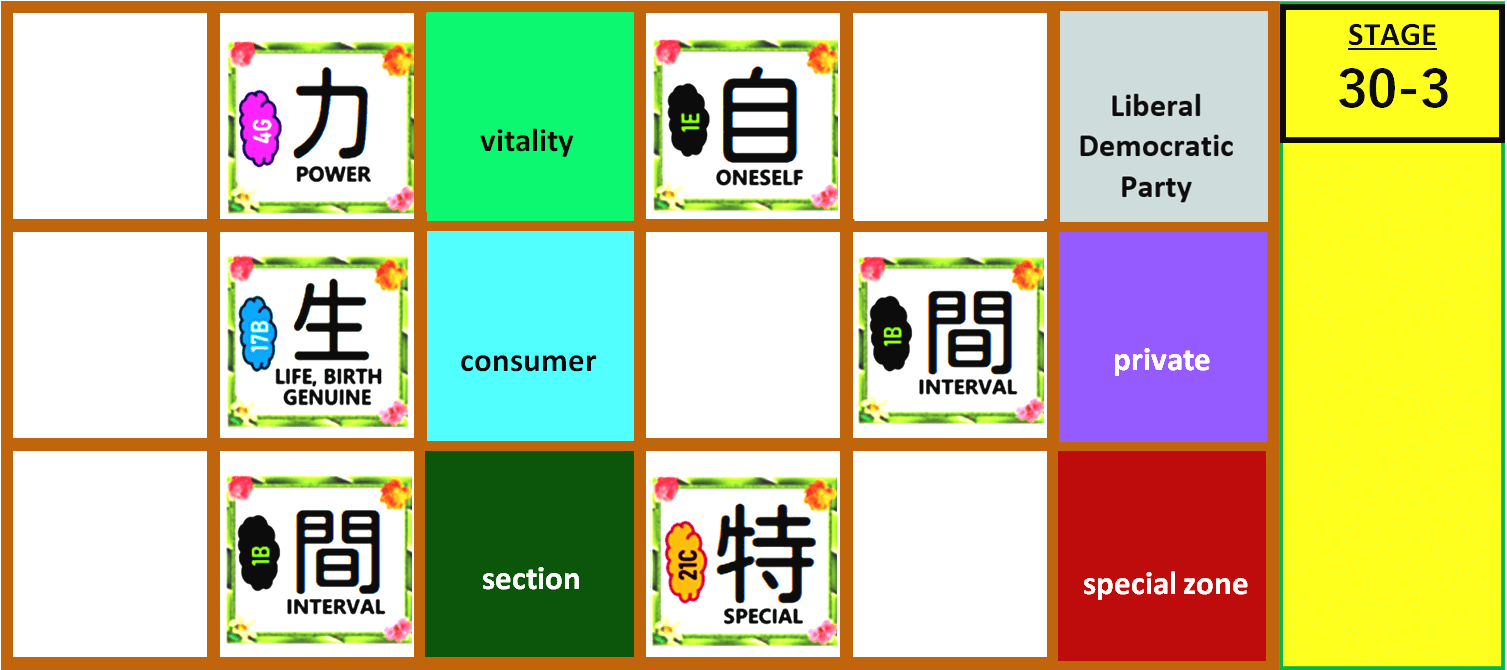 4G
力
POWER
vitality
1E
自
ONESELF
Liberal
Democratic
Party
STAGE
30-3
17B
生
LIFE, BIRTH
GENUINE
consumer
1B
間
INTERVAL
private
1B
間
INTERVAL
section
21C
特
SPECIAL
special zone